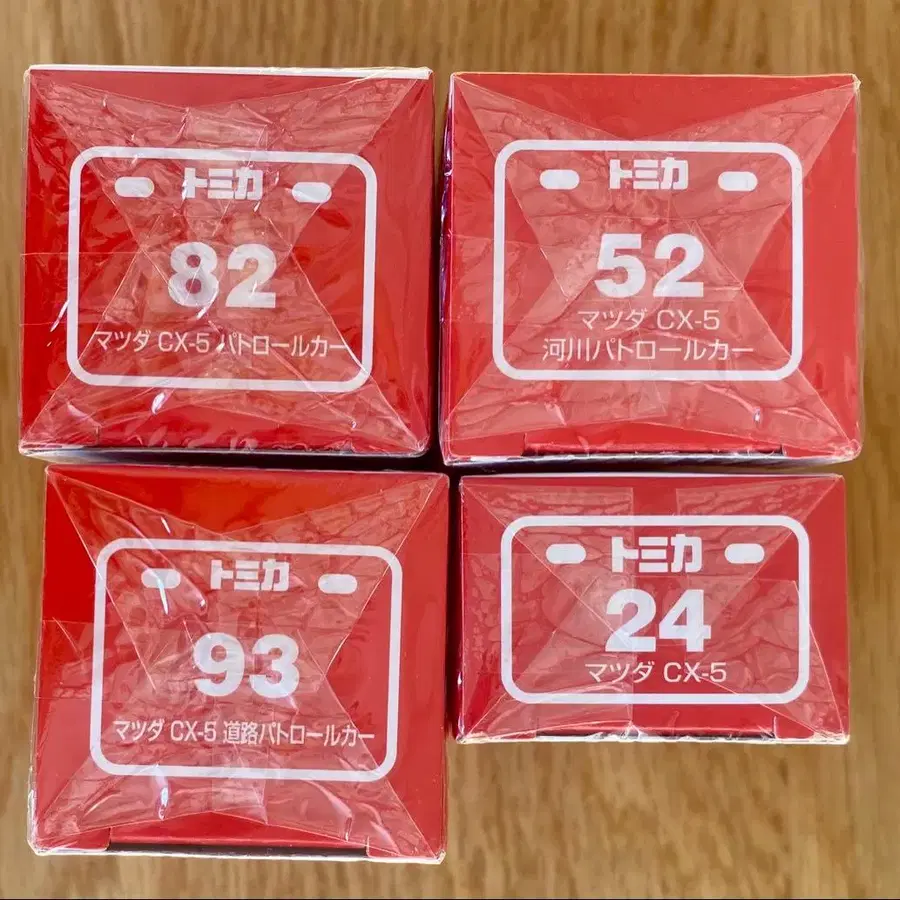 トミカ
82
マツダ CX-5 パトロールカー
トミカ
52
マツダ CX-5
河川パトロールカー
トミカ
93
マツダ CX-5 道路パトロールカー
トミカ
24
マツダ CX-5